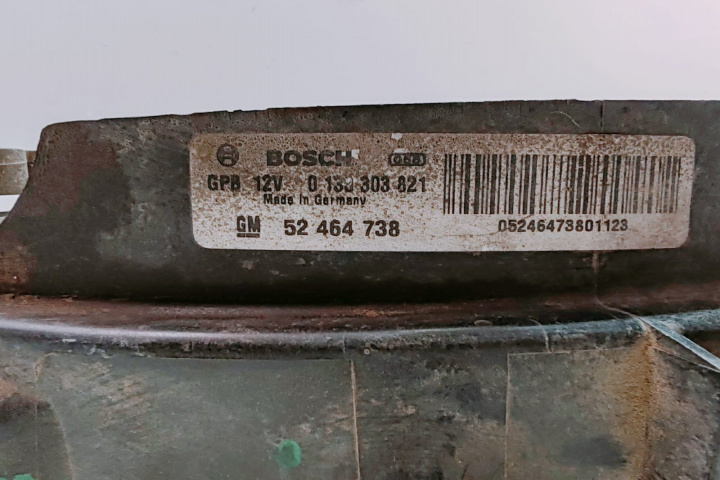 BOSCH
GPB 12V 0 130 303 821
Made in Germany
GM 52 464 738
05246473801123